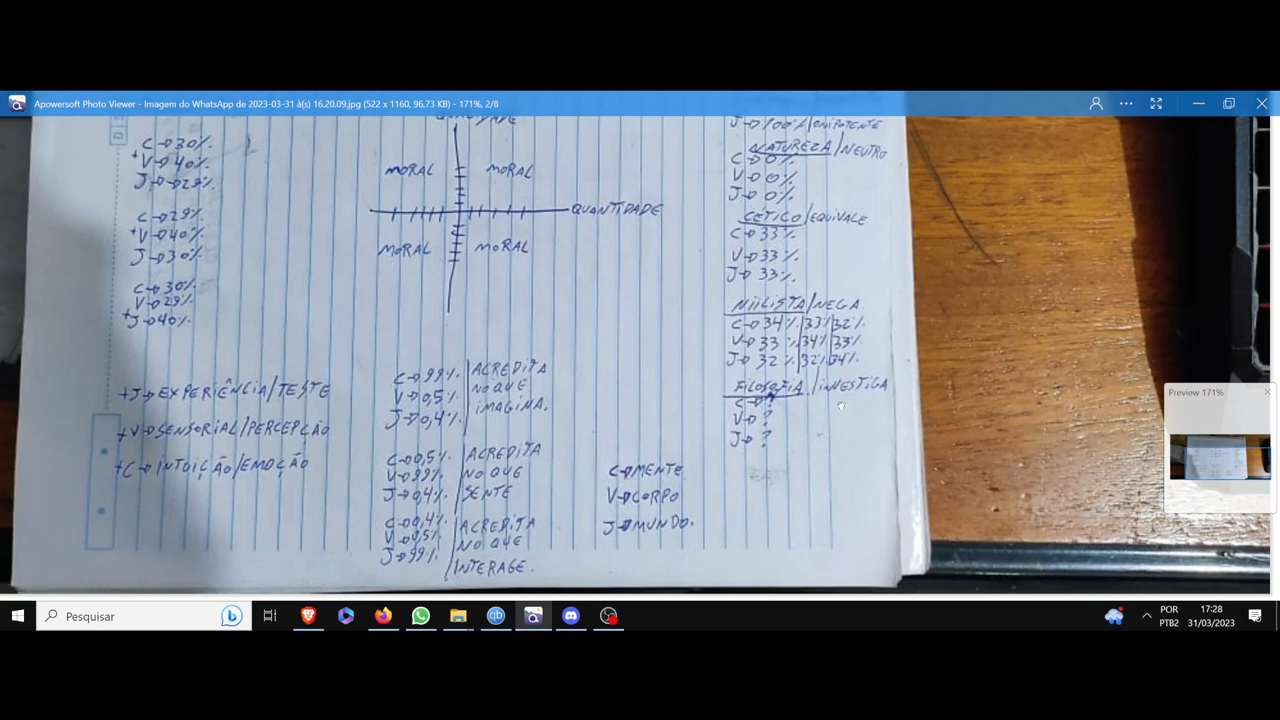 Apowersoft Photo Viewer - Imagem do WhatsApp de 2023-03-31 à(s) 16.20.09.jpg (522 x 1160, 96,73 KB) - 171%, 2/8
C→30%
+V→40%
J→29%
C→29%
+V→40%
J→30%
C→30%
V→29%
+J→40%
+J→EXPERIÊNCIA/TESTE
+V→SENSORIAL/PERCEPÇÃO
+C→INTUIÇÃO/EMOÇÃO
MORAL MORAL
QUANTIDADE
MORAL MORAL
C→99% | ACREDITA
V→0,5% | NO QUE
J→0,4% | IMAGINA.
C→0,5% | ACREDITA
V→99% | NO QUE
J→0,4% | SENTE
C→0,4% | ACREDITA
V→0,5% | NO QUE
J→99% | INTERAGE.
C→MENTE
V→CORPO
J→MUNDO.
J→100%/ONIPOTENTE
NATUREZA/NEUTRO
C→0%
V→0%
J→0%
CÉTICO/EQUIVALE
C→33%
V→33%
J→33%
NIILISTA/NEGA.
C→34%|33%|32%
V→33%|34%|33%
J→32%|32%|34%
FILOSOFIA/INVESTIGA
C→?
V→?
J→?
Preview 171%
Pesquisar
POR
PTB2
17:28
31/03/2023